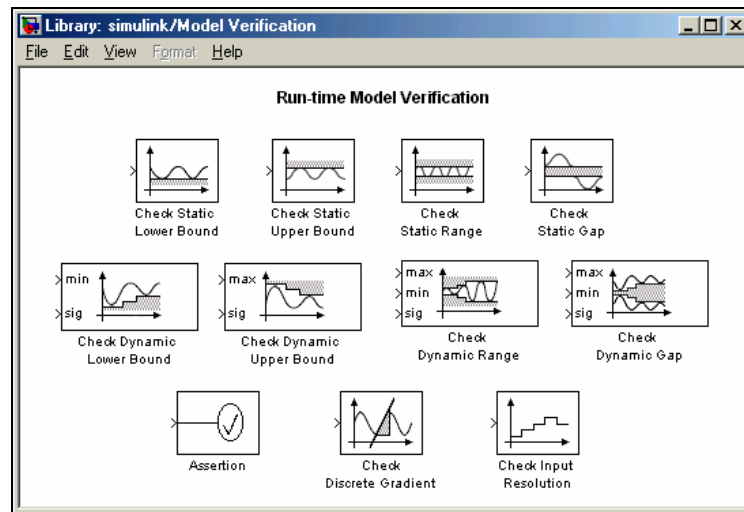 Library: simulink/Model Verification
File Edit View Format Help
Run-time Model Verification
Check Static
Lower Bound
Check Static
Upper Bound
Check
Static Range
Check
Static Gap
min
sig
Check Dynamic
Lower Bound
max
sig
Check Dynamic
Upper Bound
max
min
sig
Check
Dynamic Range
max
min
sig
Check
Dynamic Gap
Assertion
Check
Discrete Gradient
Check Input
Resolution